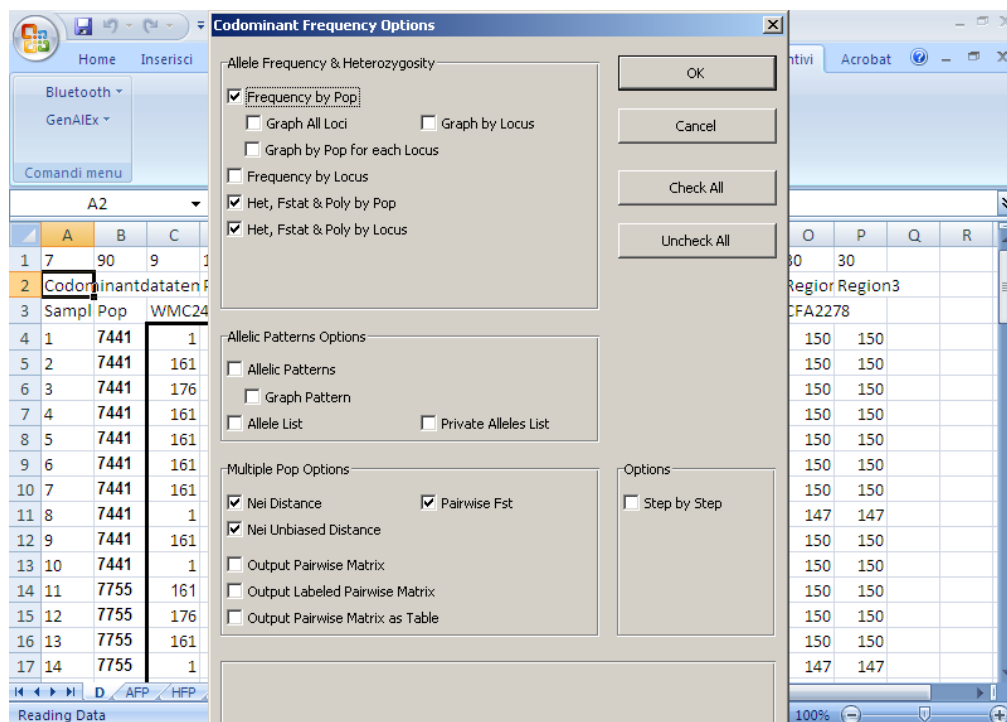 Codominant Frequency Options
Home Inserisci
ntivi Acrobat
Bluetooth
GenAlEx
Comandi menu
Allele Frequency & Heterozygosity
Frequency by Pop
Graph All Loci Graph by Locus
Graph by Pop for each Locus
Frequency by Locus
Het, Fstat & Poly by Pop
Het, Fstat & Poly by Locus
OK
Cancel
Check All
Uncheck All
Allelic Patterns Options
Allelic Patterns
Graph Pattern
Allele List Private Alleles List
Multiple Pop Options
Nei Distance Pairwise Fst
Nei Unbiased Distance
Output Pairwise Matrix
Output Labeled Pairwise Matrix
Output Pairwise Matrix as Table
Options
Step by Step
A2
A B C O P Q R
1 7 90 9 1 30 30
2 Codominantdataten Region Region3
3 Sampl Pop WMC24 CFA2278
4 1 7441 1 150 150
5 2 7441 161 150 150
6 3 7441 176 150 150
7 4 7441 161 150 150
8 5 7441 161 150 150
9 6 7441 161 150 150
10 7 7441 161 150 150
11 8 7441 1 147 147
12 9 7441 161 150 150
13 10 7441 1 150 150
14 11 7755 161 150 150
15 12 7755 176 150 150
16 13 7755 161 150 150
17 14 7755 1 147 147
D AFP HFP
Reading Data 100%